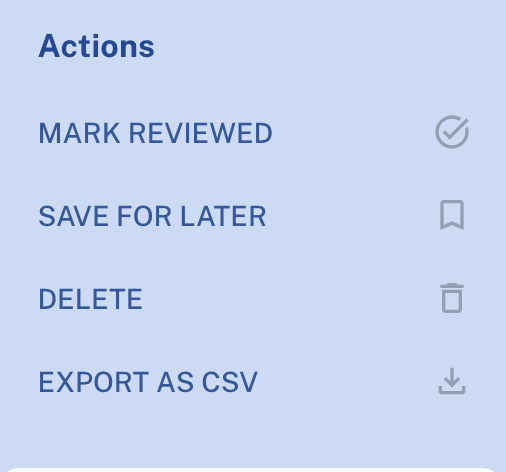 Actions
MARK REVIEWED
SAVE FOR LATER
DELETE
EXPORT AS CSV